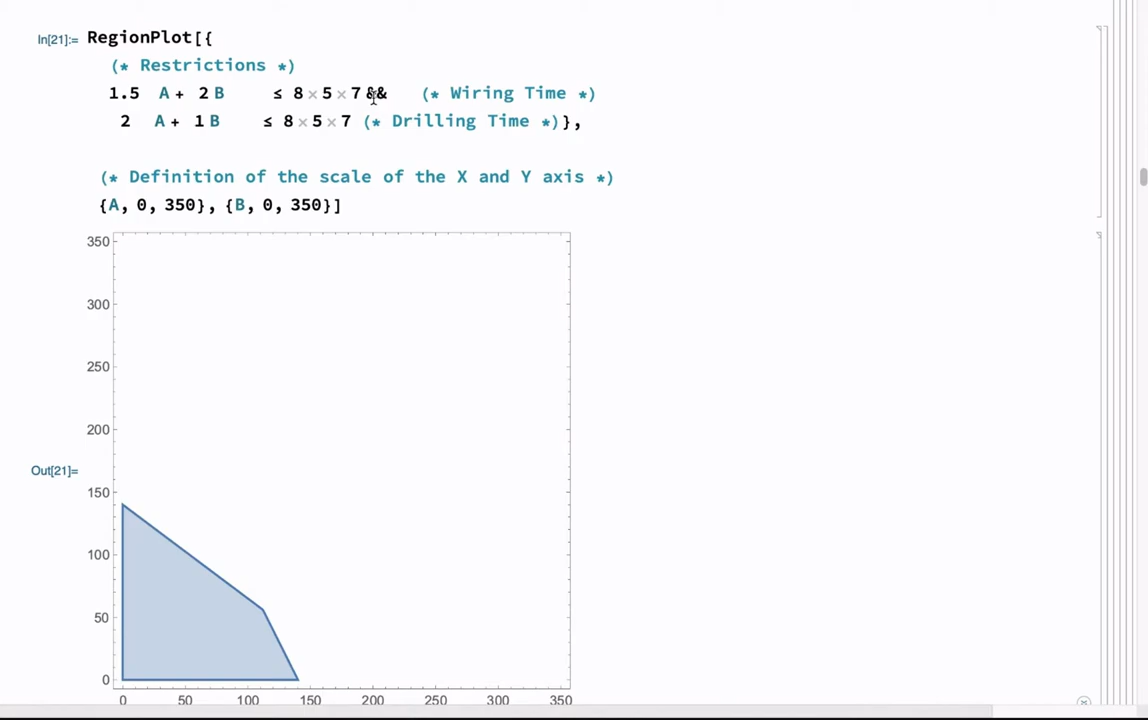 In[21]:= RegionPlot[{
(* Restrictions *)
1.5 A + 2 B ≤ 8 × 5 × 7 && (* Wiring Time *)
2 A + 1 B ≤ 8 × 5 × 7 (* Drilling Time *)},
(* Definition of the scale of the X and Y axis *)
{A, 0, 350}, {B, 0, 350}]
350
300
250
200
Out[21]=
150
100
50
0
0 50 100 150 200 250 300 350